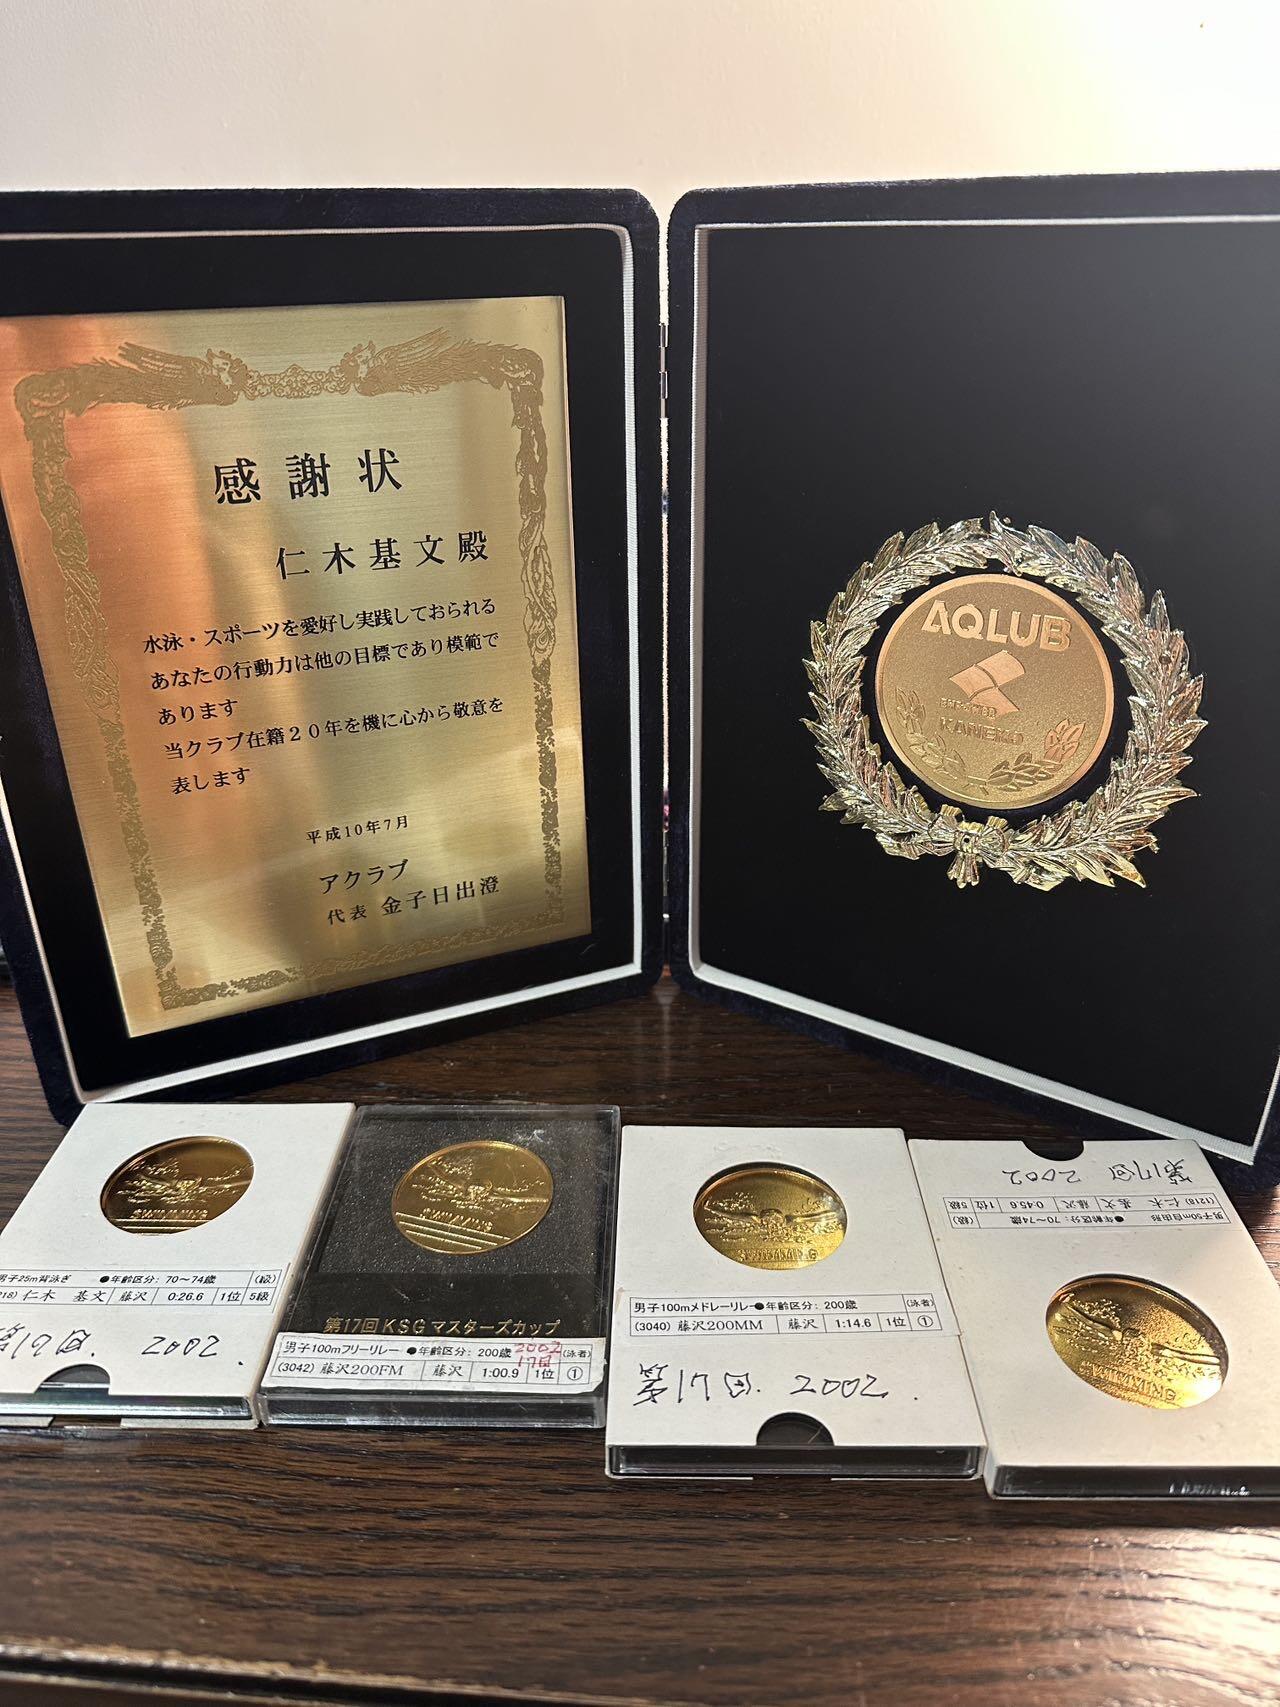 感謝状
仁木基文殿
水泳・スポーツを愛好し実践しておられる
あなたの行動力は他の目標であり模範で
あります
当クラブ在籍20年を機に心から敬意を
表します
平成10年7月
アクラブ
代表 金子日出澄
AQLUB
KANEKO
SWIMMING
男子25m背泳ぎ ●年齢区分: 70～74歳 (級)
218) 仁木 基文 藤沢 0:26.6 1位 5級
第17回. 2002.
SWIMMING
第17回 KSG マスターズカップ
男子100mフリーリレー ●年齢区分: 200歳 (泳者)
2002
17回
(3042) 藤沢200FM 藤沢 1:00.9 1位 ①
SWIMMING
男子100mメドレーリレー●年齢区分: 200歳 (泳者)
(3040) 藤沢200MM 藤沢 1:14.6 1位 ①
第17回. 2002.
第17回 2002
男子50m自由形 ●年齢区分: 70～74歳 (級)
(1218) 仁木 基文 藤沢 0:45.6 1位 5級
SWIMMING